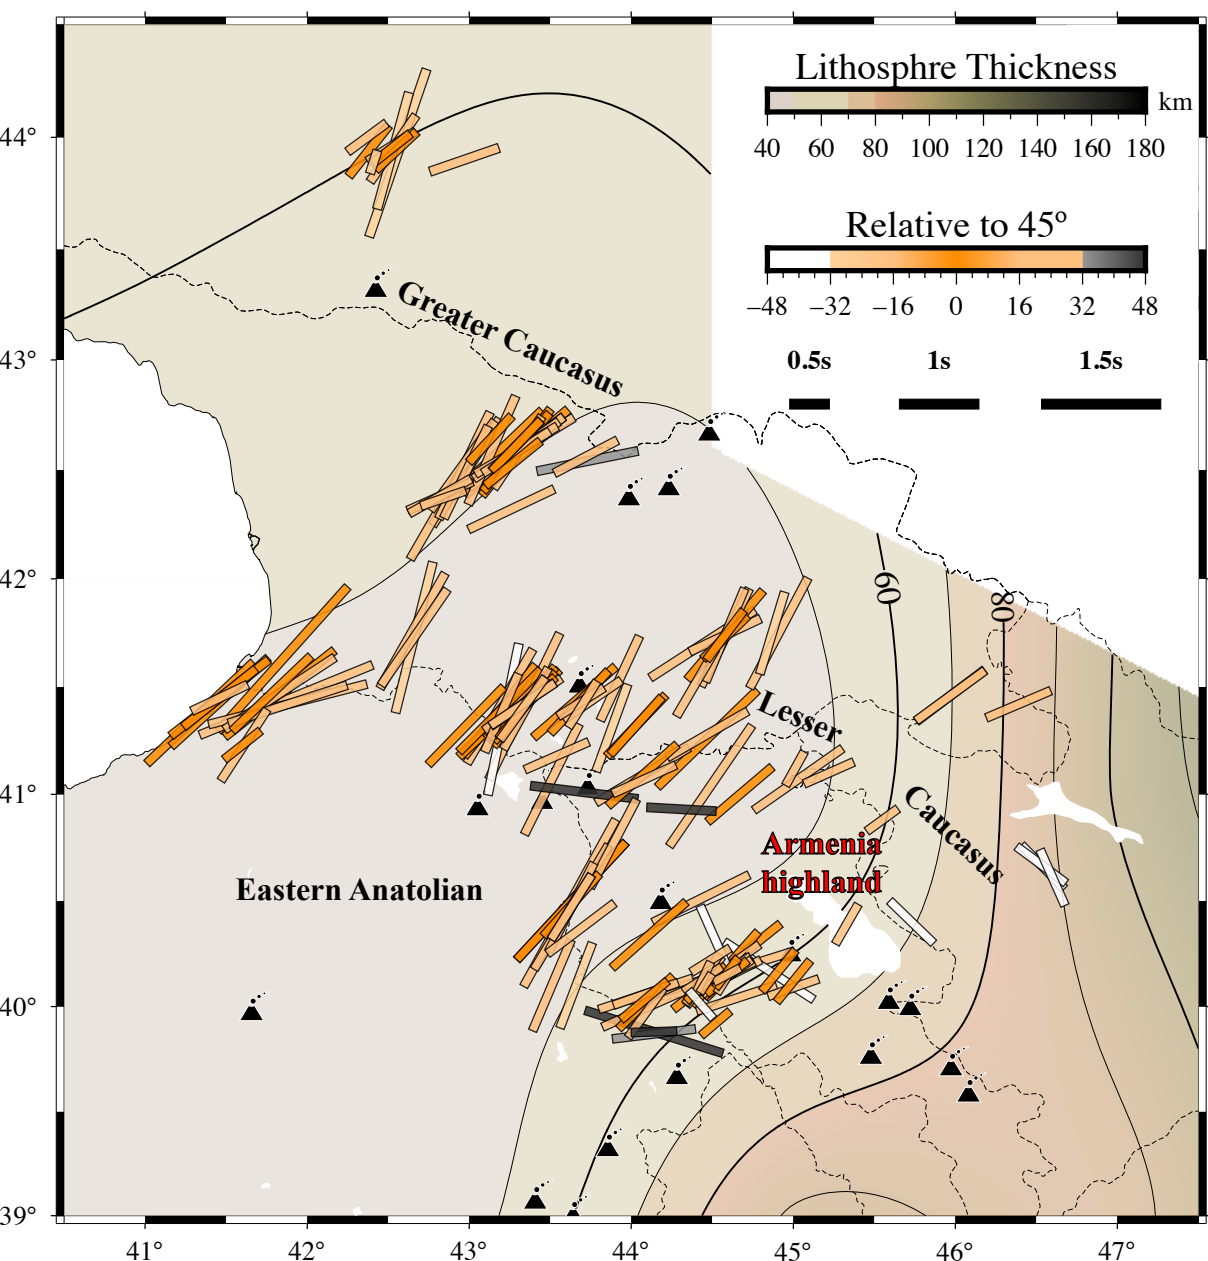 Lithosphre Thickness
km
40 60 80 100 120 140 160 180
Relative to 45°
−48 −32 −16 0 16 32 48
0.5s 1s 1.5s
44°
43°
42°
41°
40°
39°
Greater Caucasus
60
80
Lesser
Caucasus
Armenia
highland
Eastern Anatolian
41° 42° 43° 44° 45° 46° 47°